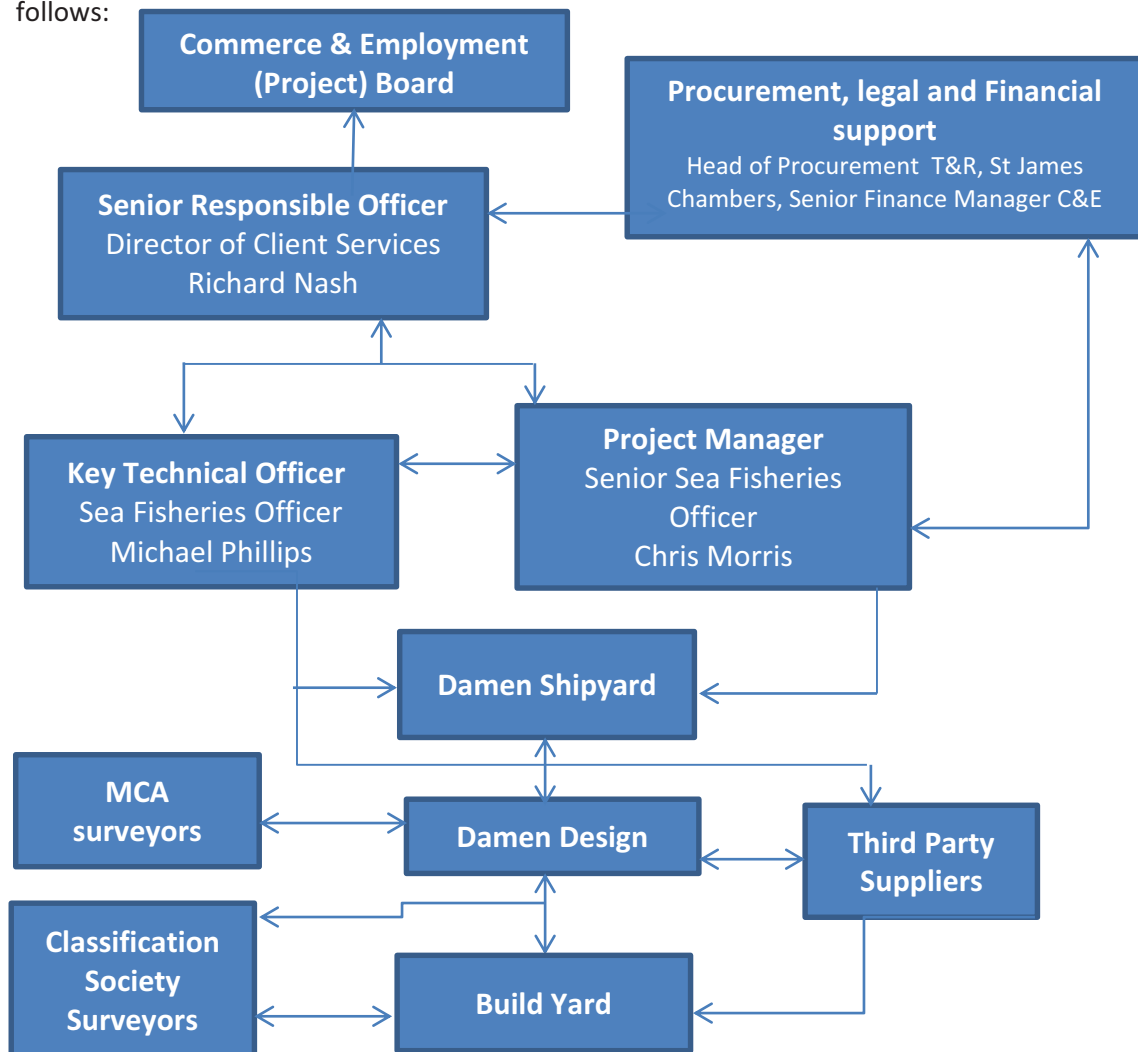 follows:
Commerce & Employment
(Project) Board
Procurement, legal and Financial
support
Head of Procurement T&R, St James
Chambers, Senior Finance Manager C&E
Senior Responsible Officer
Director of Client Services
Richard Nash
Key Technical Officer
Sea Fisheries Officer
Michael Phillips
Project Manager
Senior Sea Fisheries
Officer
Chris Morris
Damen Shipyard
MCA
surveyors
Damen Design
Third Party
Suppliers
Classification
Society
Surveyors
Build Yard